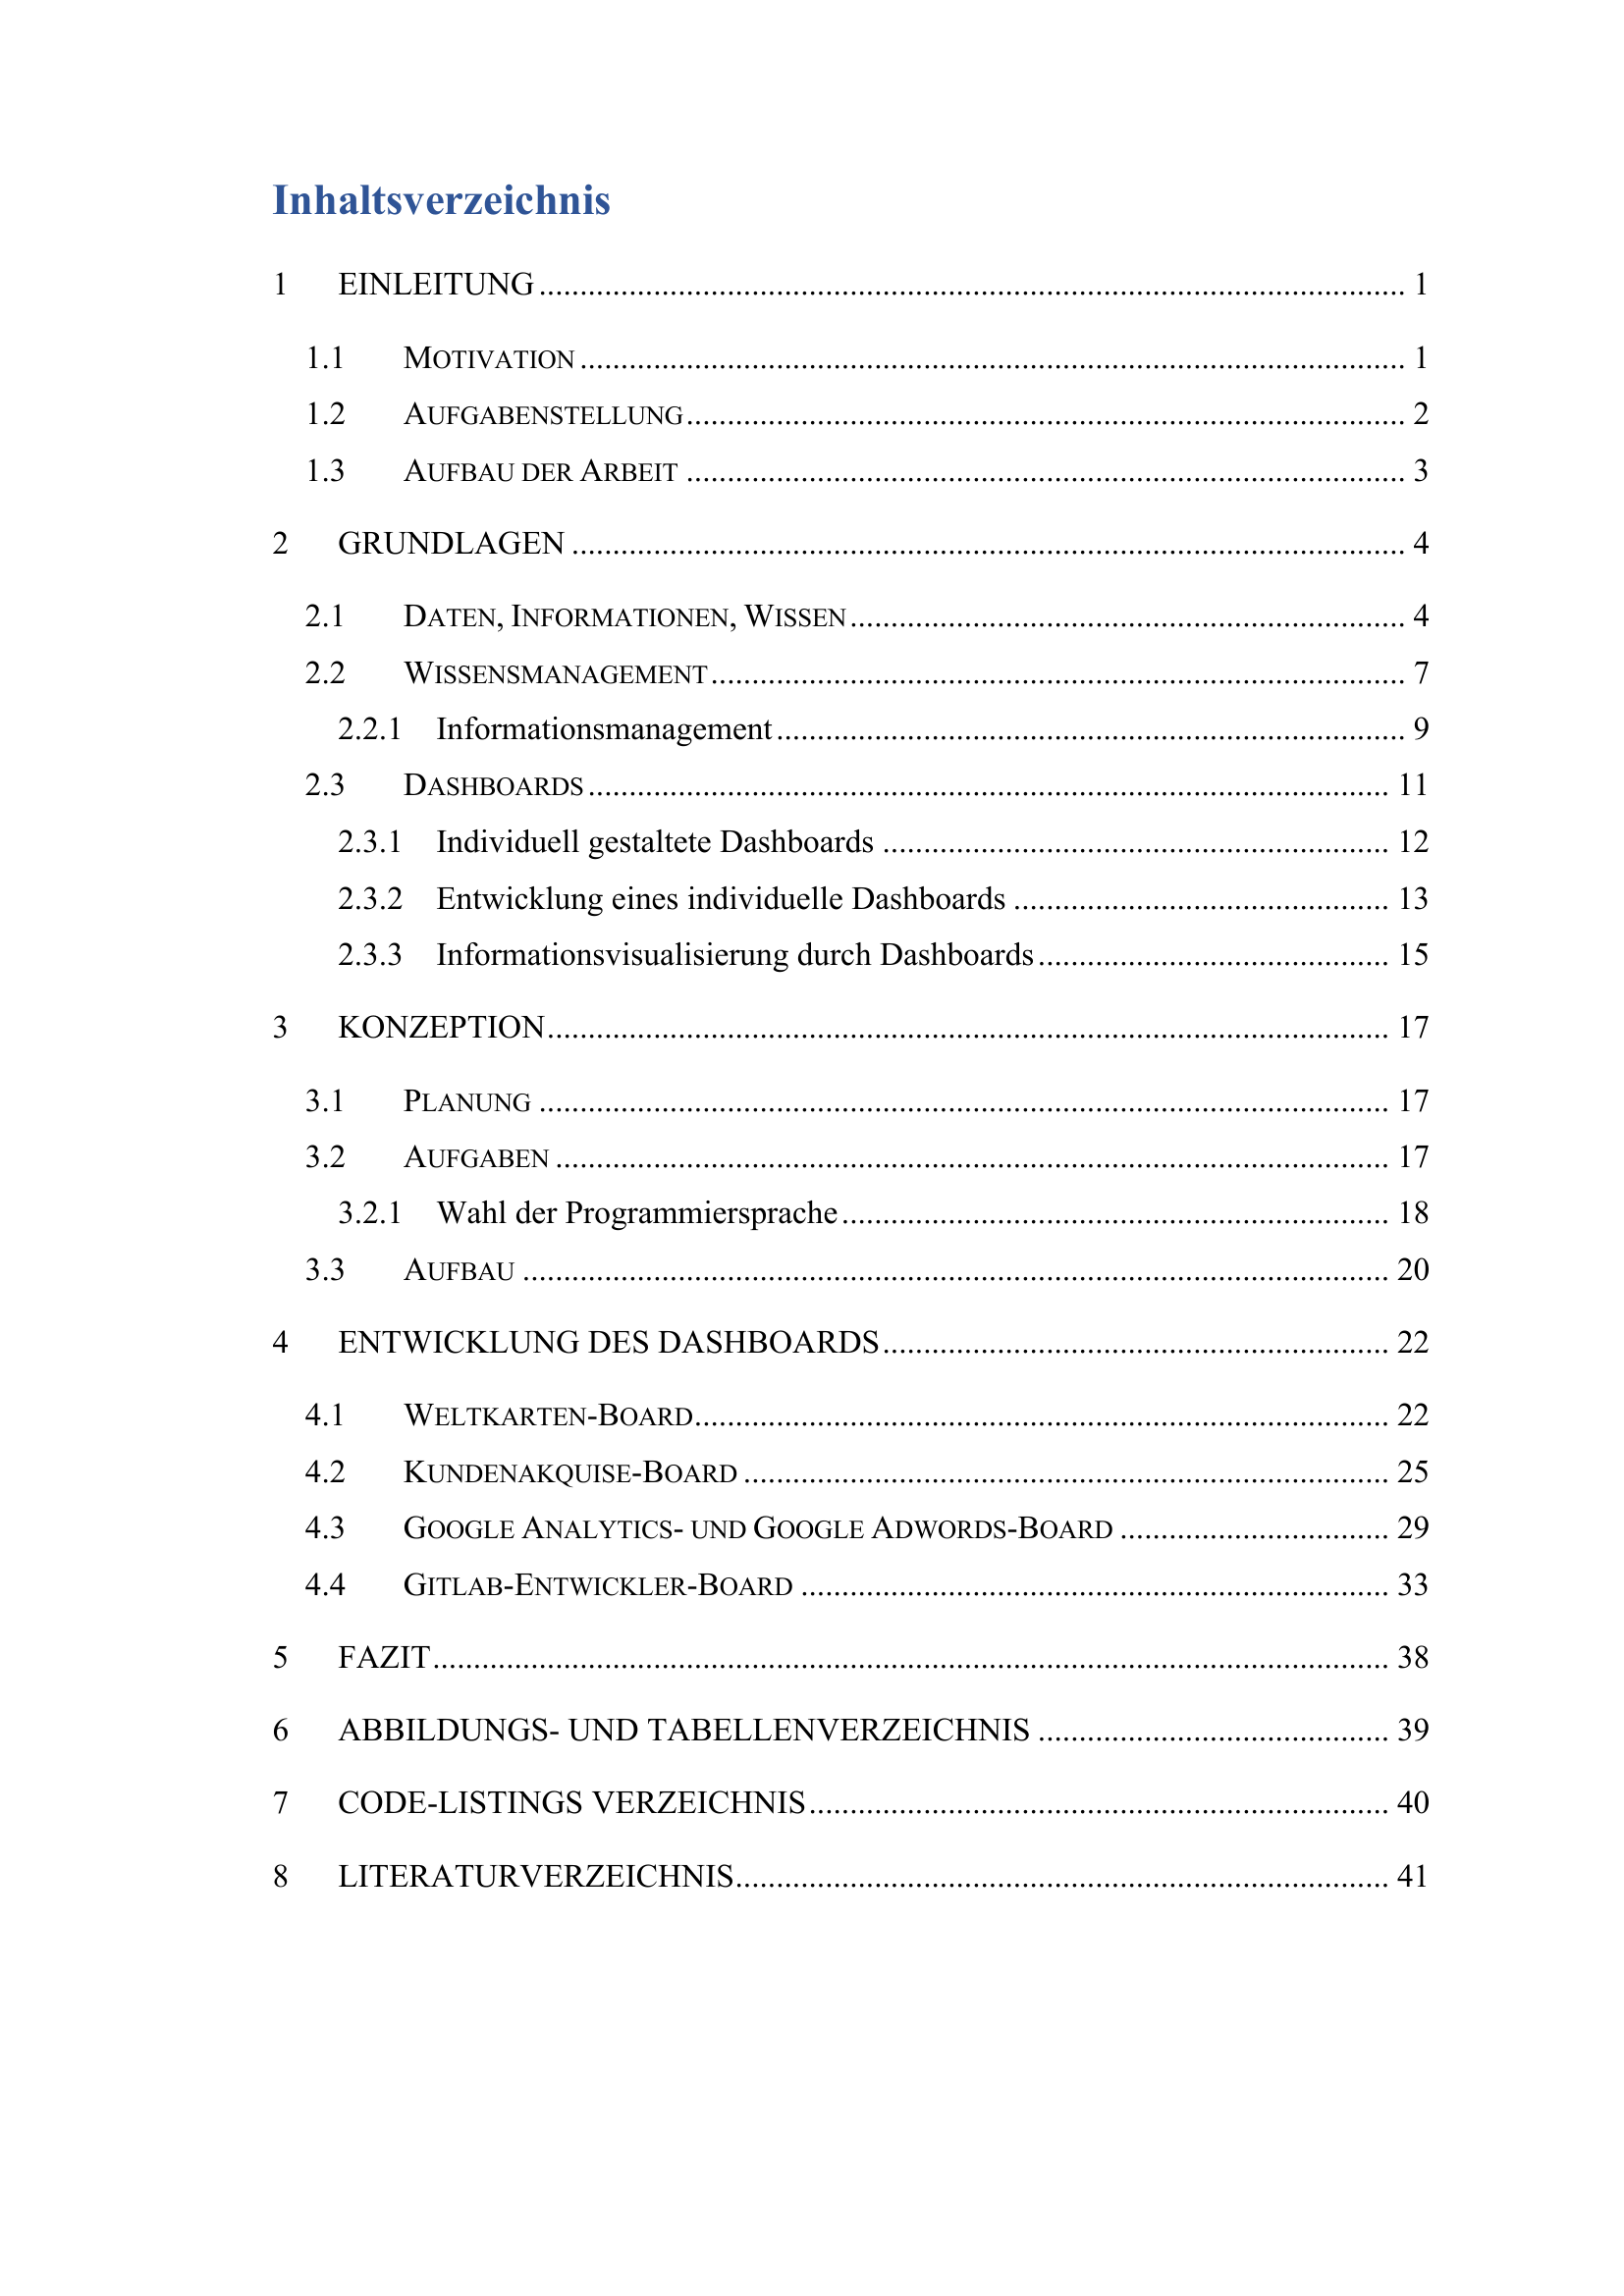 Inhaltsverzeichnis
1 EINLEITUNG ........ 1
1.1 MOTIVATION ........ 1
1.2 AUFGABENSTELLUNG ........ 2
1.3 AUFBAU DER ARBEIT ........ 3
2 GRUNDLAGEN ........ 4
2.1 DATEN, INFORMATIONEN, WISSEN ........ 4
2.2 WISSENSMANAGEMENT ........ 7
2.2.1 Informationsmanagement ........ 9
2.3 DASHBOARDS ........ 11
2.3.1 Individuell gestaltete Dashboards ........ 12
2.3.2 Entwicklung eines individuelle Dashboards ........ 13
2.3.3 Informationsvisualisierung durch Dashboards ........ 15
3 KONZEPTION ........ 17
3.1 PLANUNG ........ 17
3.2 AUFGABEN ........ 17
3.2.1 Wahl der Programmiersprache ........ 18
3.3 AUFBAU ........ 20
4 ENTWICKLUNG DES DASHBOARDS ........ 22
4.1 WELTKARTEN-BOARD ........ 22
4.2 KUNDENAKQUISE-BOARD ........ 25
4.3 GOOGLE ANALYTICS- UND GOOGLE ADWORDS-BOARD ........ 29
4.4 GITLAB-ENTWICKLER-BOARD ........ 33
5 FAZIT ........ 38
6 ABBILDUNGS- UND TABELLENVERZEICHNIS ........ 39
7 CODE-LISTINGS VERZEICHNIS ........ 40
8 LITERATURVERZEICHNIS ........ 41